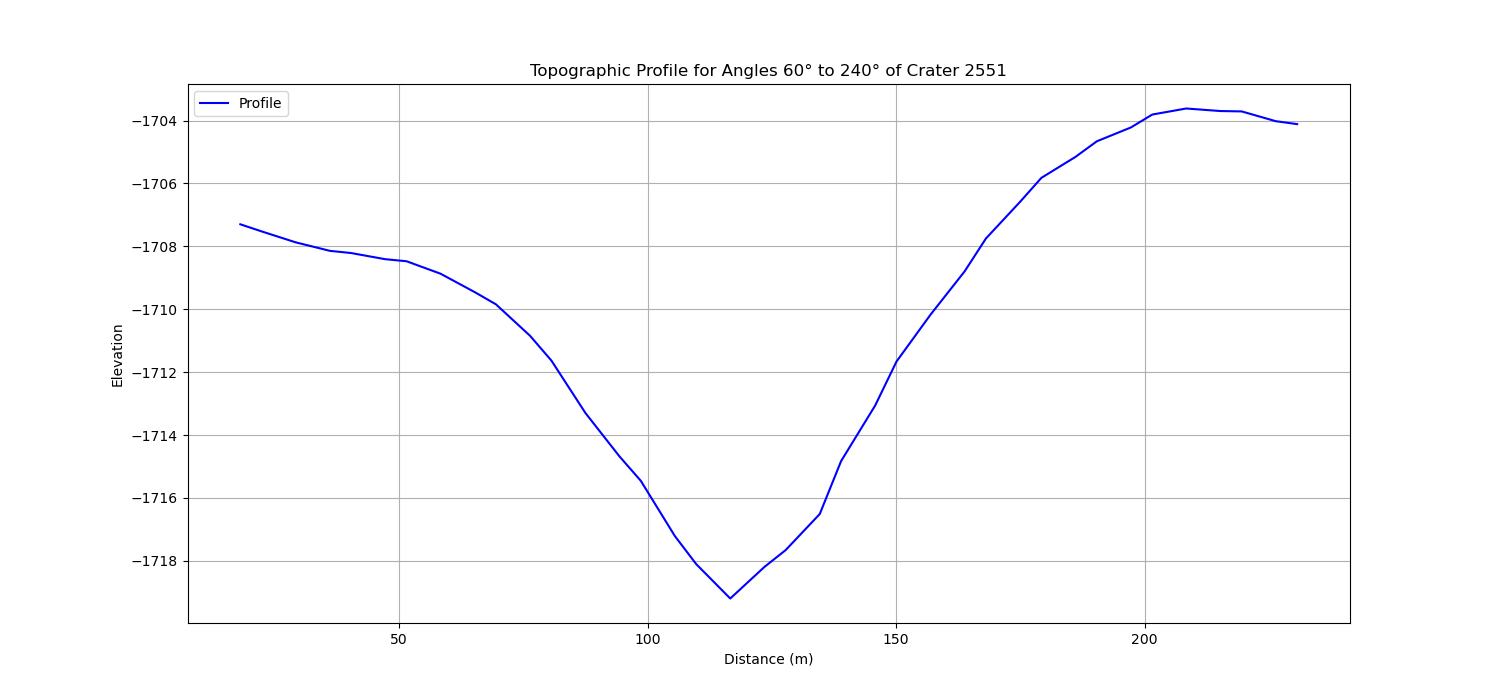 Topographic Profile for Angles 60° to 240° of Crater 2551
Profile
−1704
−1706
−1708
−1710
−1712
−1714
−1716
−1718
Elevation
50 100 150 200
Distance (m)